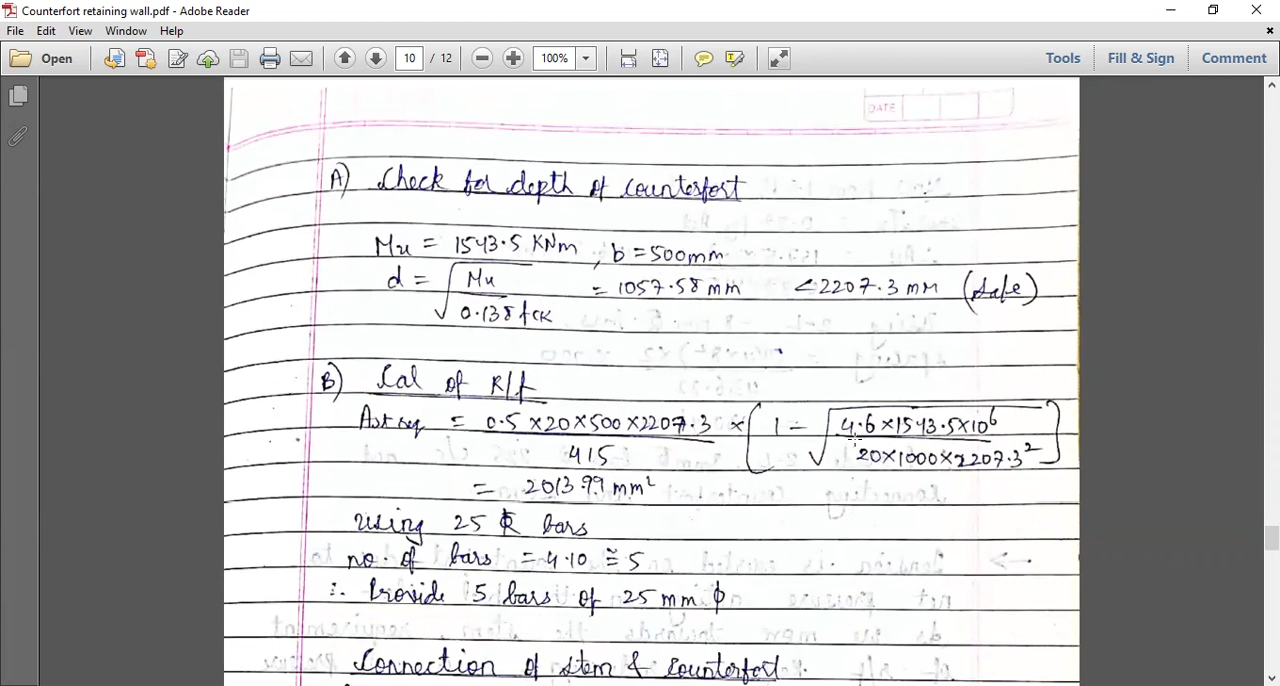 Counterfort retaining wall.pdf - Adobe Reader
File Edit View Window Help
Open 10 / 12 100% Tools Fill & Sign Comment
DATE
A) Check for depth of counterfort
Mu = 1543.5 KNm , b = 500mm
d = √(Mu / 0.138 fck) = 1057.58 mm < 2207.3 mm (safe)
B) Cal of R/f
Ast req = 0.5 × 20 × 500 × 2207.3 / 415 × [1 - √(4.6 × 1543.5 × 10⁶ / 20 × 1000 × 2207.3²)]
= 2013.99 mm²
using 25 ϕ bars
no. of bars = 4.10 ≅ 5
∴ Provide 5 bars of 25 mm ϕ
Connection of stem & counterfort.